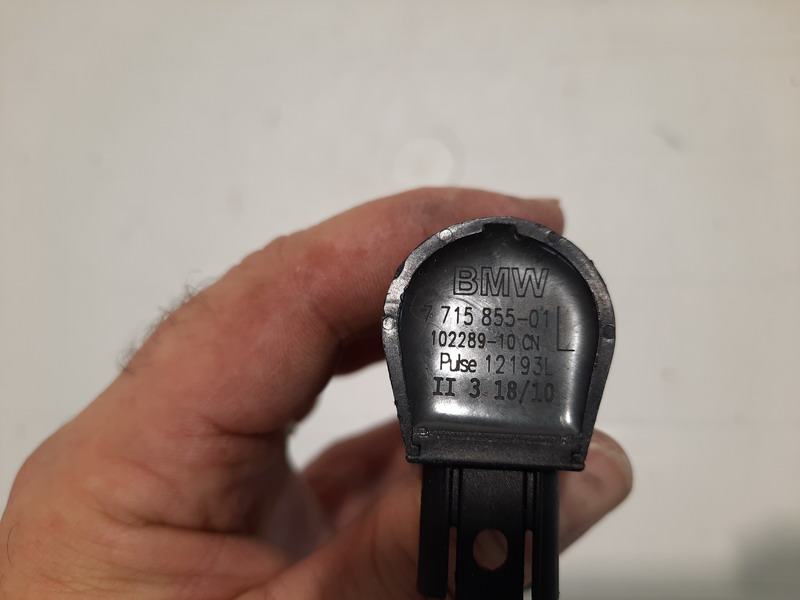 BMW
7 715 855-01 L
102289-10 CN
Pulse 12193L
II 3 18/10